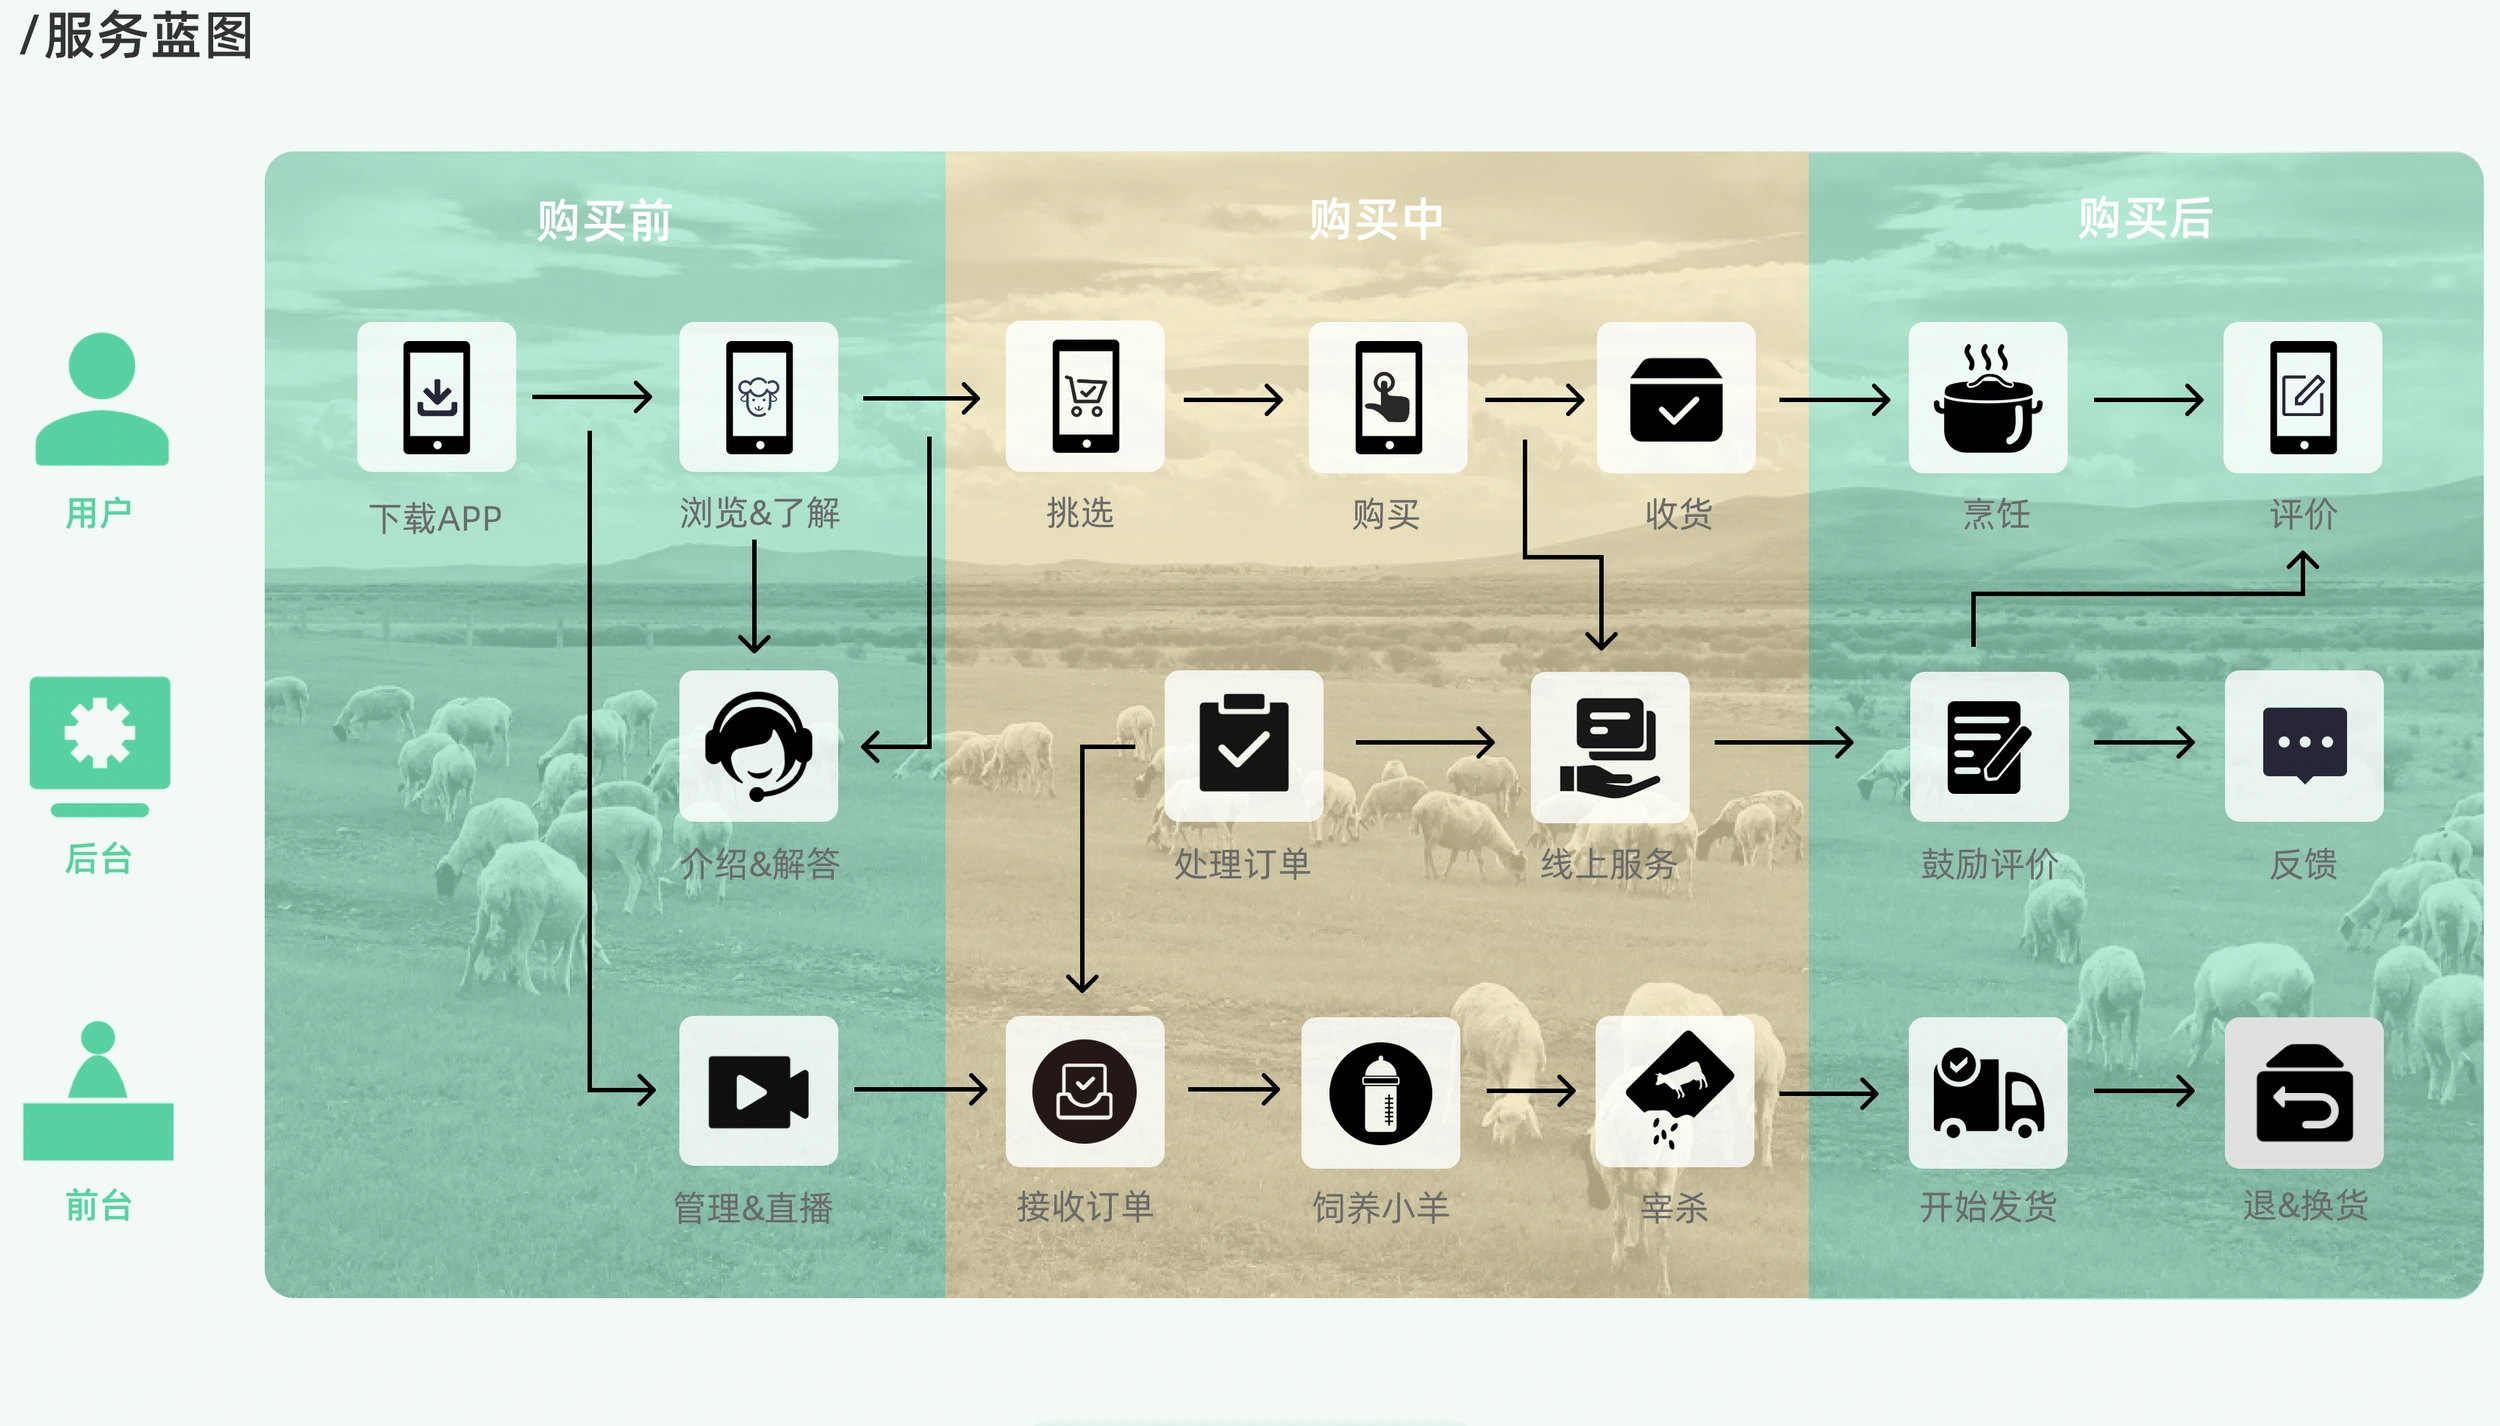 /服务蓝图
购买前
购买中
购买后
用户
下载APP
浏览&了解
挑选
购买
收货
烹饪
评价
后台
介绍&解答
处理订单
线上服务
鼓励评价
反馈
前台
管理&直播
接收订单
饲养小羊
宰杀
开始发货
退&换货